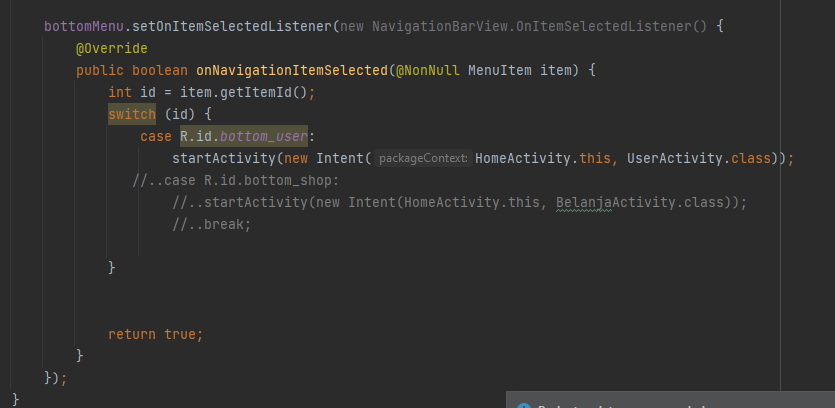 bottomMenu.setOnItemSelectedListener(new NavigationBarView.OnItemSelectedListener() {
@Override
public boolean onNavigationItemSelected(@NonNull MenuItem item) {
int id = item.getItemId();
switch (id) {
case R.id.bottom_user:
startActivity(new Intent( packageContext: HomeActivity.this, UserActivity.class));
//..case R.id.bottom_shop:
//..startActivity(new Intent(HomeActivity.this, BelanjaActivity.class));
//..break;
}
return true;
}
});
}